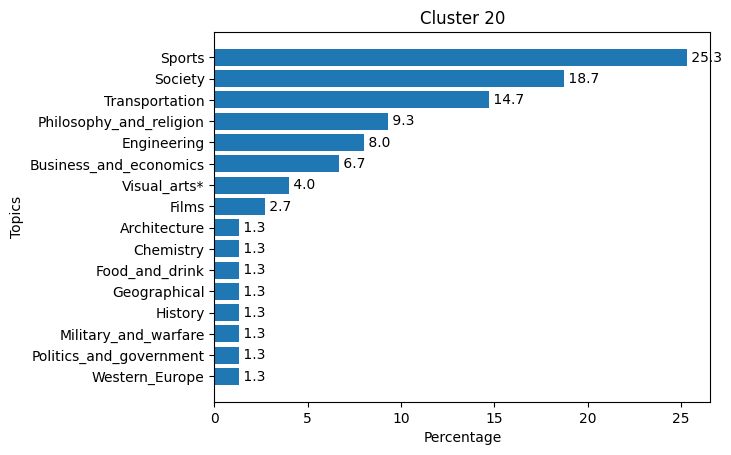 Cluster 20
Sports 25.3
Society 18.7
Transportation 14.7
Philosophy_and_religion 9.3
Engineering 8.0
Business_and_economics 6.7
Visual_arts* 4.0
Films 2.7
Architecture 1.3
Chemistry 1.3
Food_and_drink 1.3
Geographical 1.3
History 1.3
Military_and_warfare 1.3
Politics_and_government 1.3
Western_Europe 1.3
Topics
0 5 10 15 20 25
Percentage